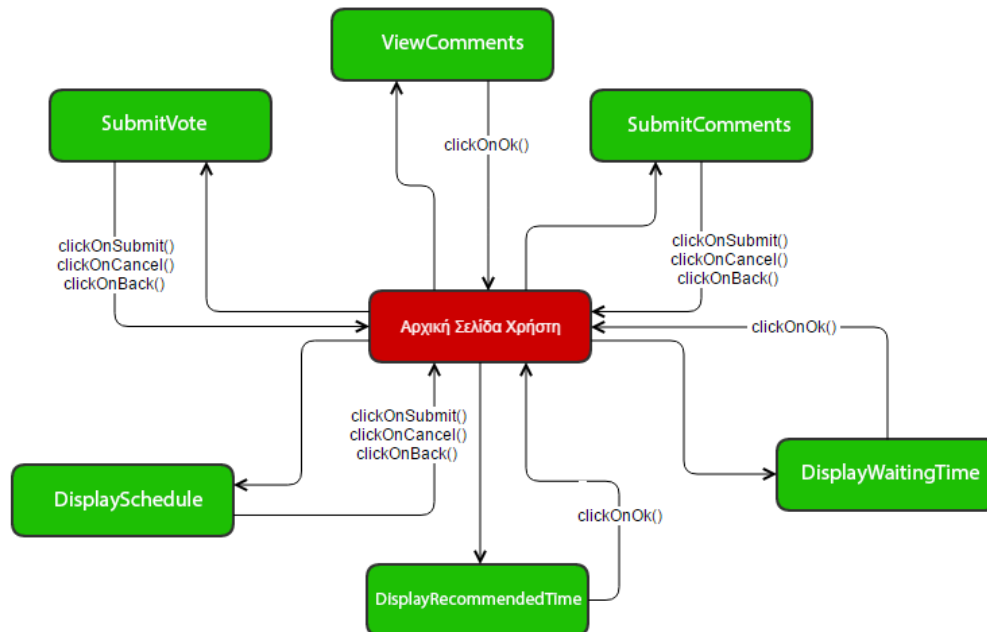 ViewComments
SubmitVote
SubmitComments
clickOnOk()
clickOnSubmit()
clickOnCancel()
clickOnBack()
clickOnSubmit()
clickOnCancel()
clickOnBack()
Αρχική Σελίδα Χρήστη
clickOnOk()
clickOnSubmit()
clickOnCancel()
clickOnBack()
DisplaySchedule
DisplayWaitingTime
clickOnOk()
DisplayRecommendedTime